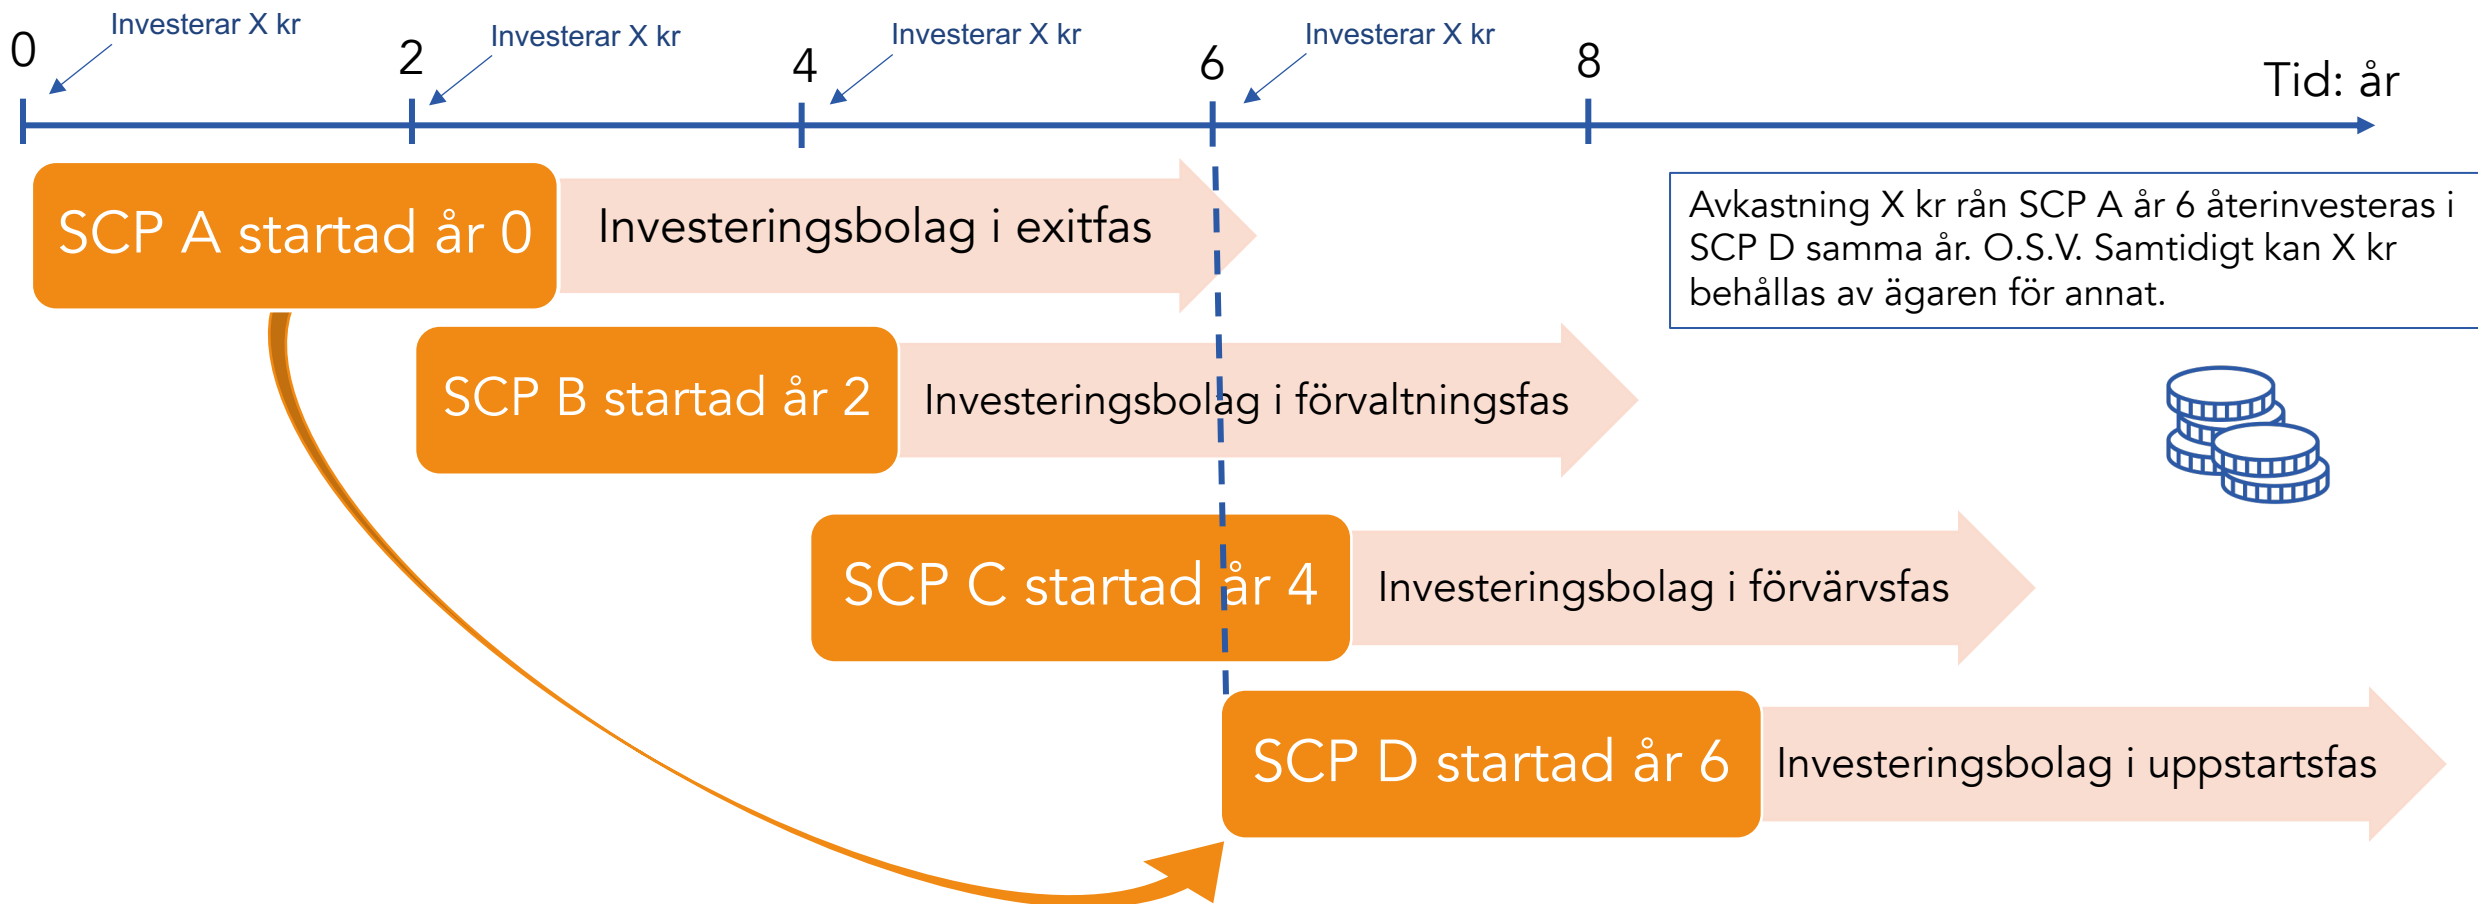 Investerar X kr
Investerar X kr
Investerar X kr
Investerar X kr
0
2
4
6
8
Tid: år
SCP A startad år 0
Investeringsbolag i exitfas
Avkastning X kr rån SCP A år 6 återinvesteras i
SCP D samma år. O.S.V. Samtidigt kan X kr
behållas av ägaren för annat.
SCP B startad år 2
Investeringsbolag i förvaltningsfas
SCP C startad år 4
Investeringsbolag i förvärvsfas
SCP D startad år 6
Investeringsbolag i uppstartsfas